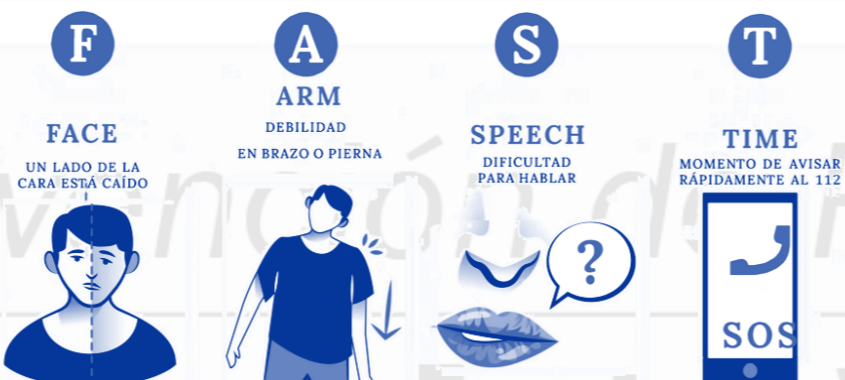 F
FACE
UN LADO DE LA
CARA ESTÁ CAÍDO
A
ARM
DEBILIDAD
EN BRAZO O PIERNA
S
SPEECH
DIFICULTAD
PARA HABLAR
?
T
TIME
MOMENTO DE AVISAR
RÁPIDAMENTE AL 112
SOS